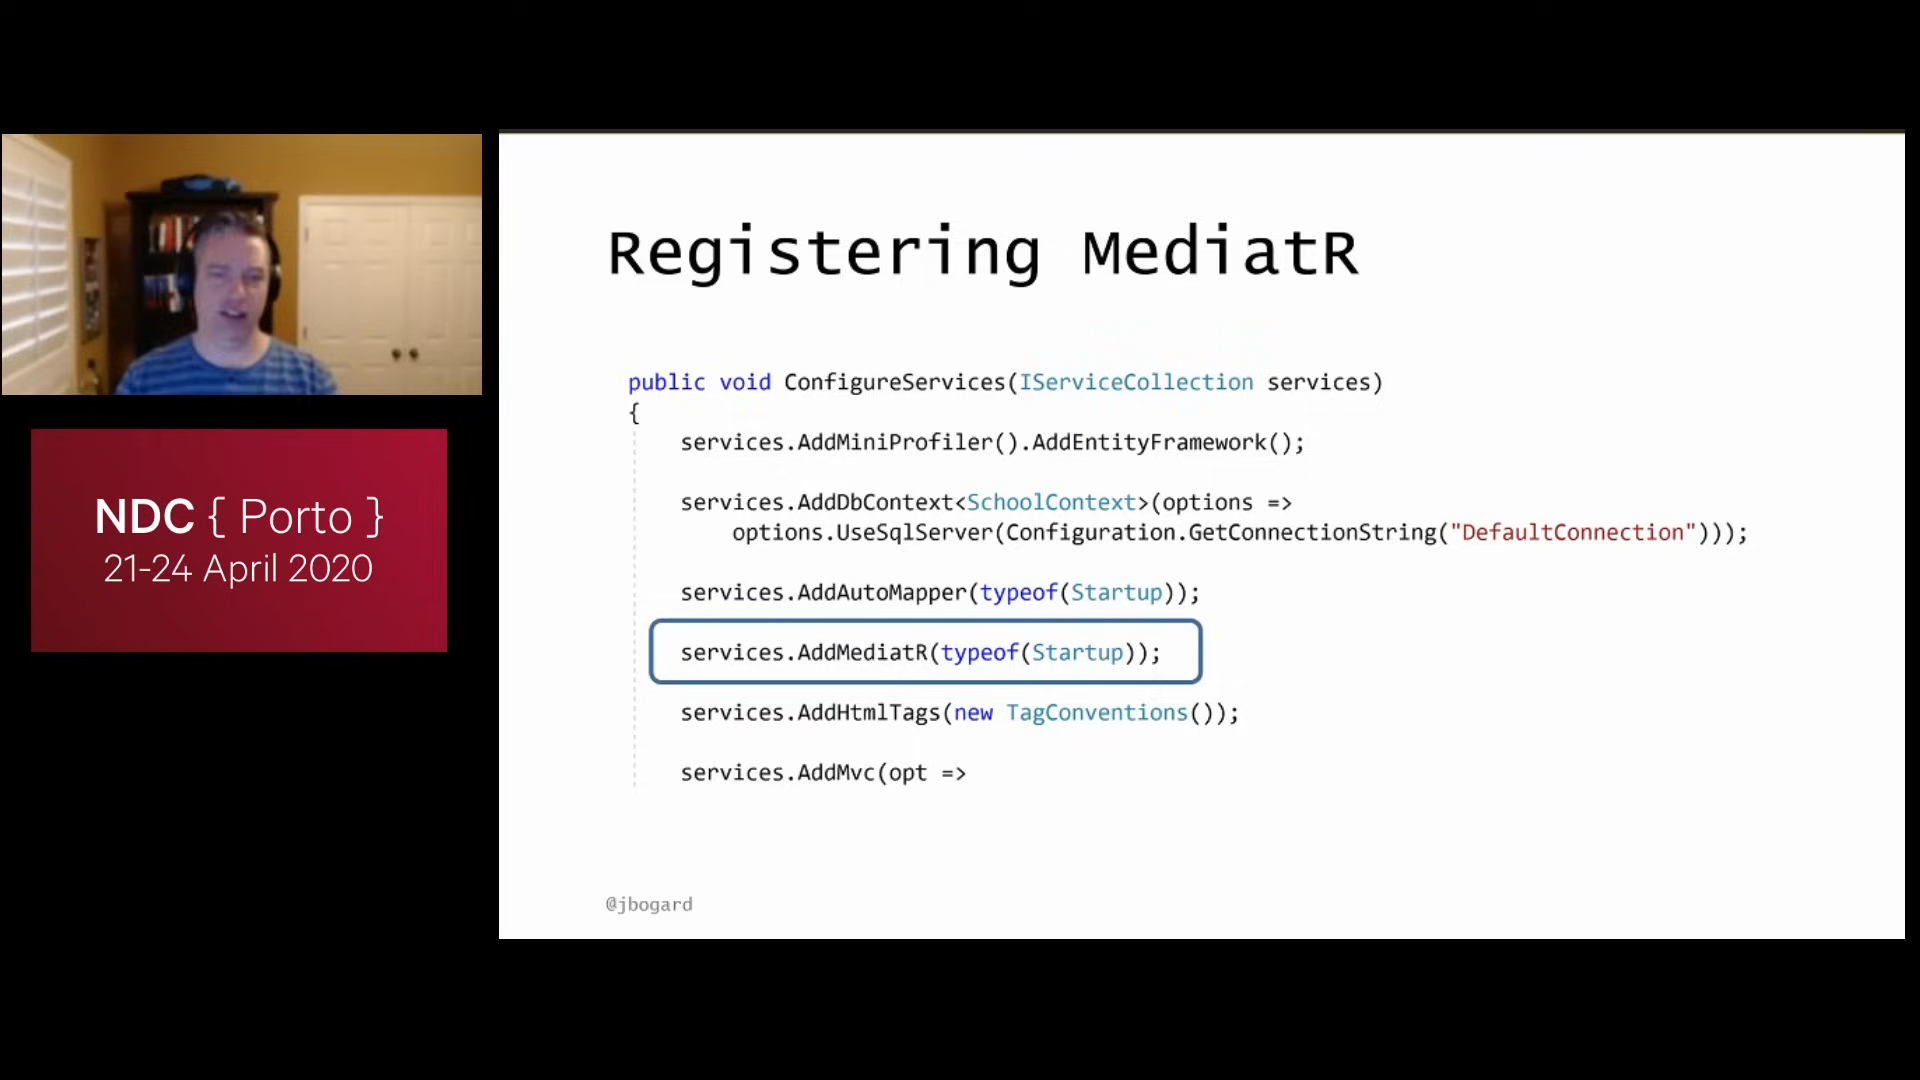 NDC { Porto }
21-24 April 2020
Registering MediatR
public void ConfigureServices(IServiceCollection services)
{
services.AddMiniProfiler().AddEntityFramework();
services.AddDbContext<SchoolContext>(options =>
options.UseSqlServer(Configuration.GetConnectionString("DefaultConnection")));
services.AddAutoMapper(typeof(Startup));
services.AddMediatR(typeof(Startup));
services.AddHtmlTags(new TagConventions());
services.AddMvc(opt =>
@jbogard